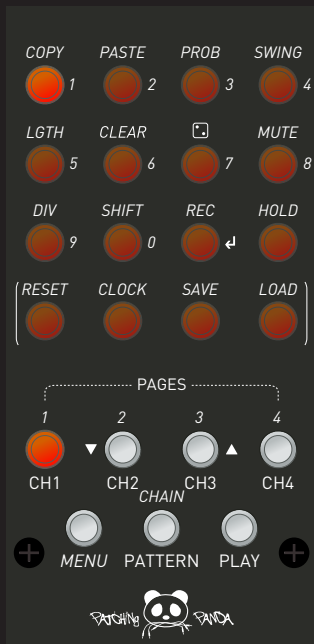 COPY PASTE PROB SWING
1 2 3 4
LGTH CLEAR MUTE
5 6 7 8
DIV SHIFT REC HOLD
9 0 ↲
RESET CLOCK SAVE LOAD
PAGES
1 2 3 4
▼ ▲
CH1 CH2 CH3 CH4
CHAIN
MENU PATTERN PLAY
PATCHING PANDA